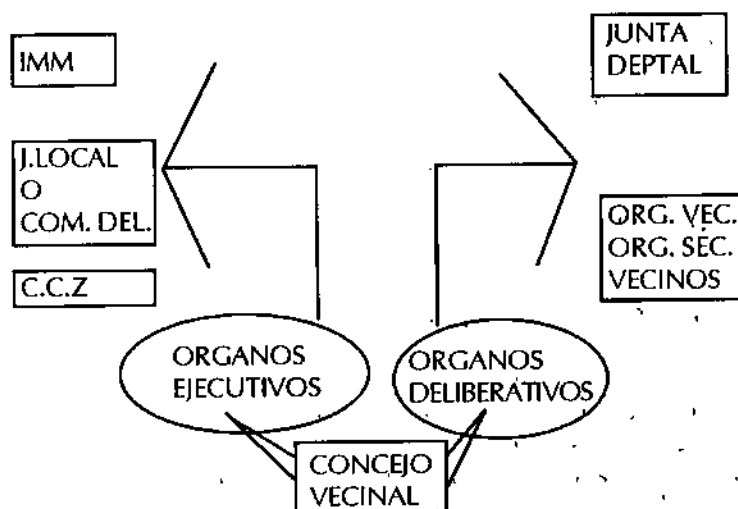 IMM
JUNTA
DEPTAL
J.LOCAL
O
COM. DEL.
ORG. VEC.
ORG. SEC.
VECINOS
C.C.Z
ORGANOS
EJECUTIVOS
ORGANOS
DELIBERATIVOS
CONCEJO
VECINAL